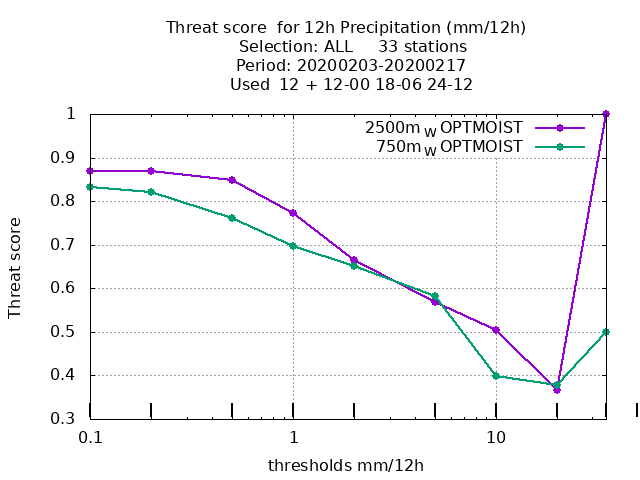 Threat score  for 12h Precipitation (mm/12h)
Selection: ALL     33 stations
Period: 20200203-20200217
Used  12 + 12-00 18-06 24-12
2500m W OPTMOIST
750m W OPTMOIST
1
0.9
0.8
0.7
0.6
0.5
0.4
0.3
Threat score
0.1
1
10
thresholds mm/12h